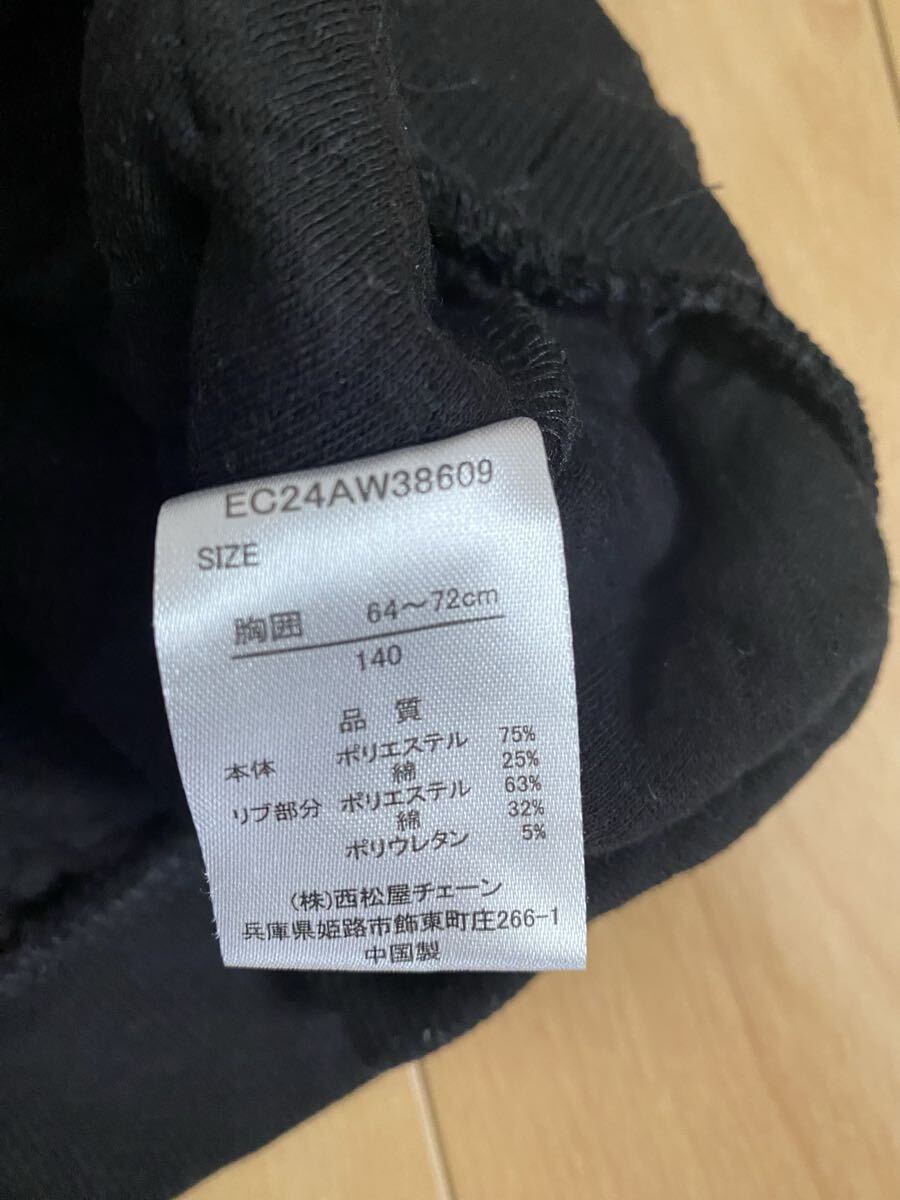 EC24AW38609
SIZE
胸囲 64～72cm
140
品 質
本体 ポリエステル 75%
綿 25%
リブ部分 ポリエステル 63%
綿 32%
ポリウレタン 5%
(株)西松屋チェーン
兵庫県姫路市飾東町庄266-1
中国製